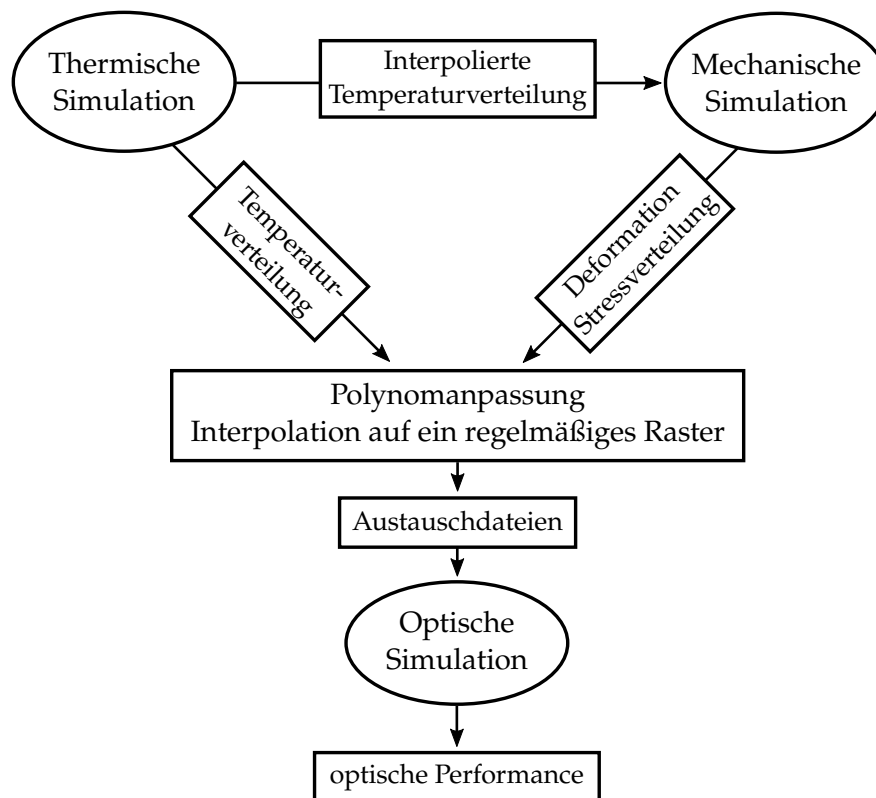 Thermische
Simulation
Interpolierte
Temperaturverteilung
Mechanische
Simulation
Temperatur-
verteilung
Deformation
Stressverteilung
Polynomanpassung
Interpolation auf ein regelmäßiges Raster
Austauschdateien
Optische
Simulation
optische Performance